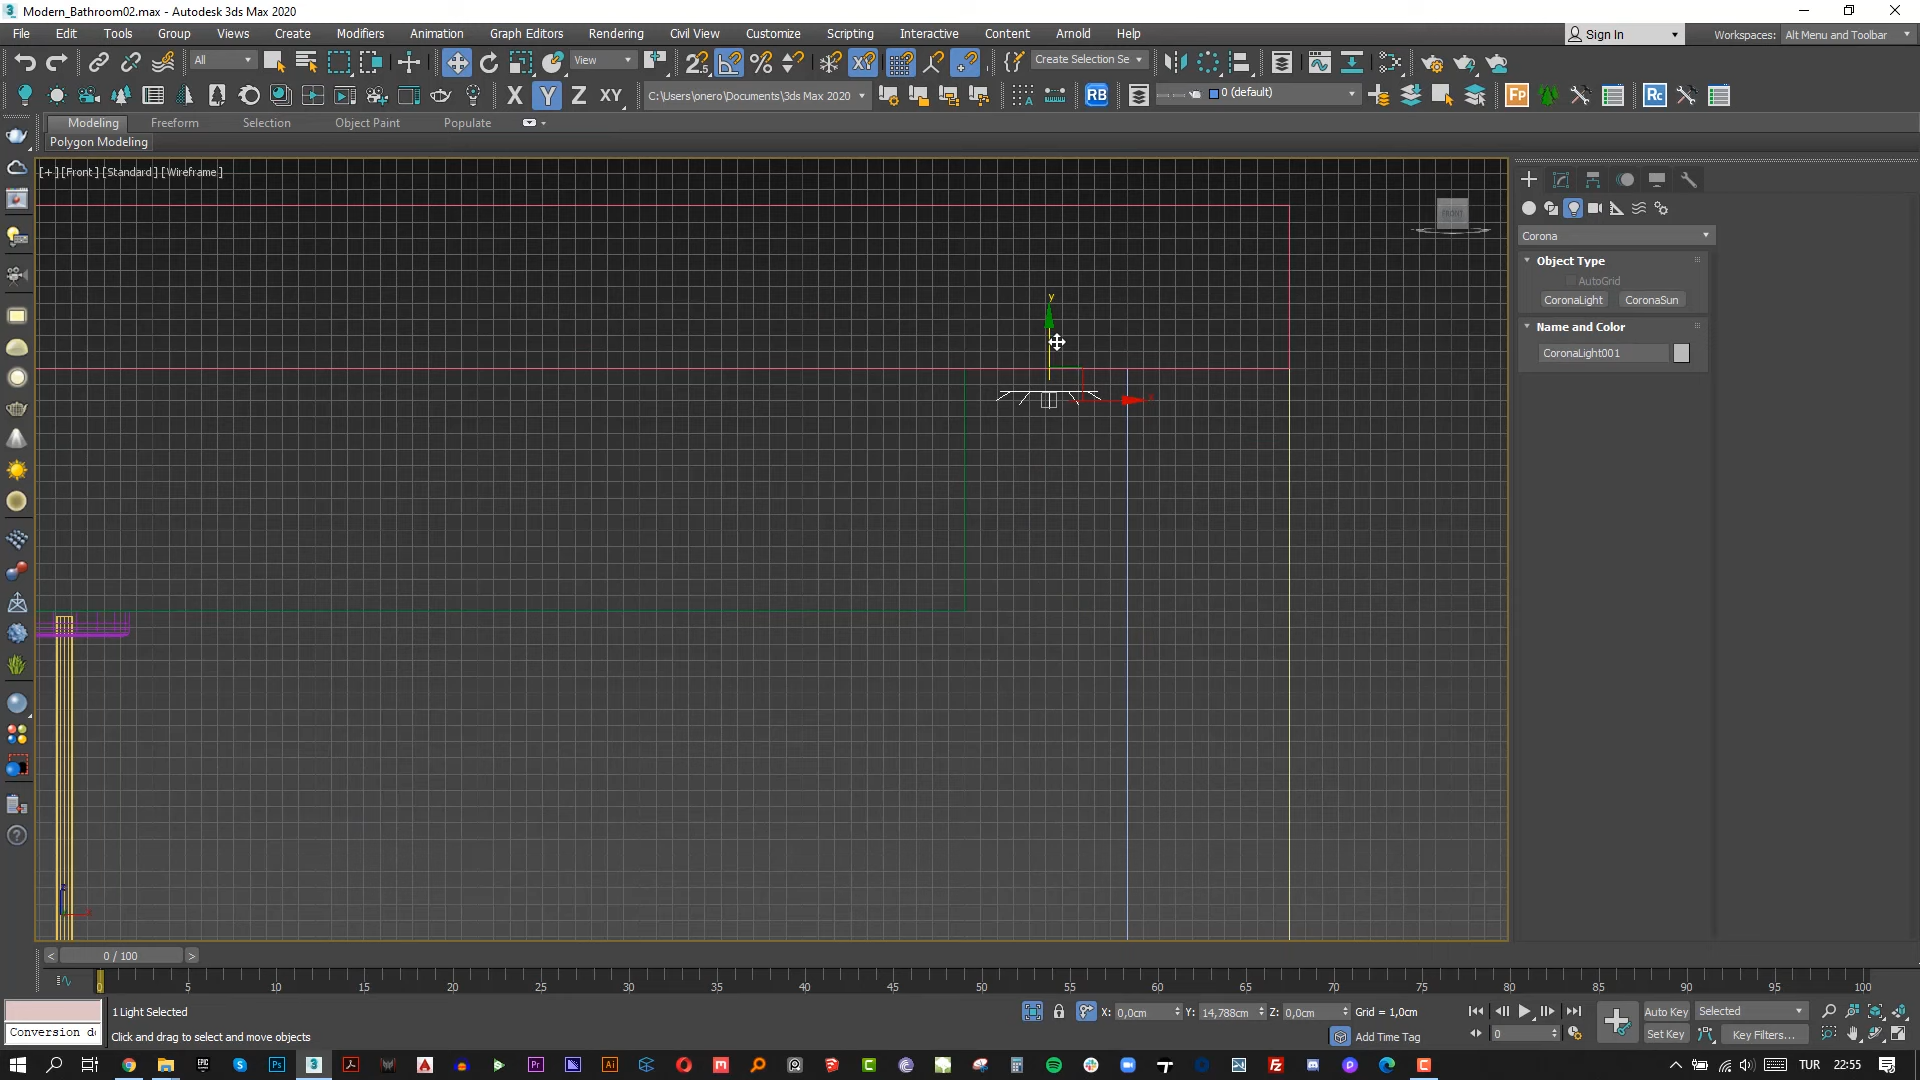 Modern_Bathroom02.max - Autodesk 3ds Max 2020
File Edit Tools Group Views Create Modifiers Animation Graph Editors Rendering Civil View Customize Scripting Interactive Content Arnold Help
Sign In
Workspaces: Alt Menu and Toolbar
All
View
2.5
Create Selection Se
X Y Z XY
C:\Users\onero\Documents\3ds Max 2020
RB
0 (default)
Fp
Rc
Modeling Freeform Selection Object Paint Populate
Polygon Modeling
[+] [Front] [Standard] [Wireframe]
FRONT
Corona
Object Type
AutoGrid
CoronaLight CoronaSun
Name and Color
CoronaLight001
y
x
< 0 / 100 >
0 5 10 15 20 25 30 35 40 45 50 55 60 65 70 75 80 85 90 95 100
1 Light Selected
X: 0,0cm Y: 14,788cm Z: 0,0cm Grid = 1,0cm
Auto Key Selected
Conversion d
Click and drag to select and move objects
Add Time Tag
0
Set Key Key Filters...
TUR 22:55